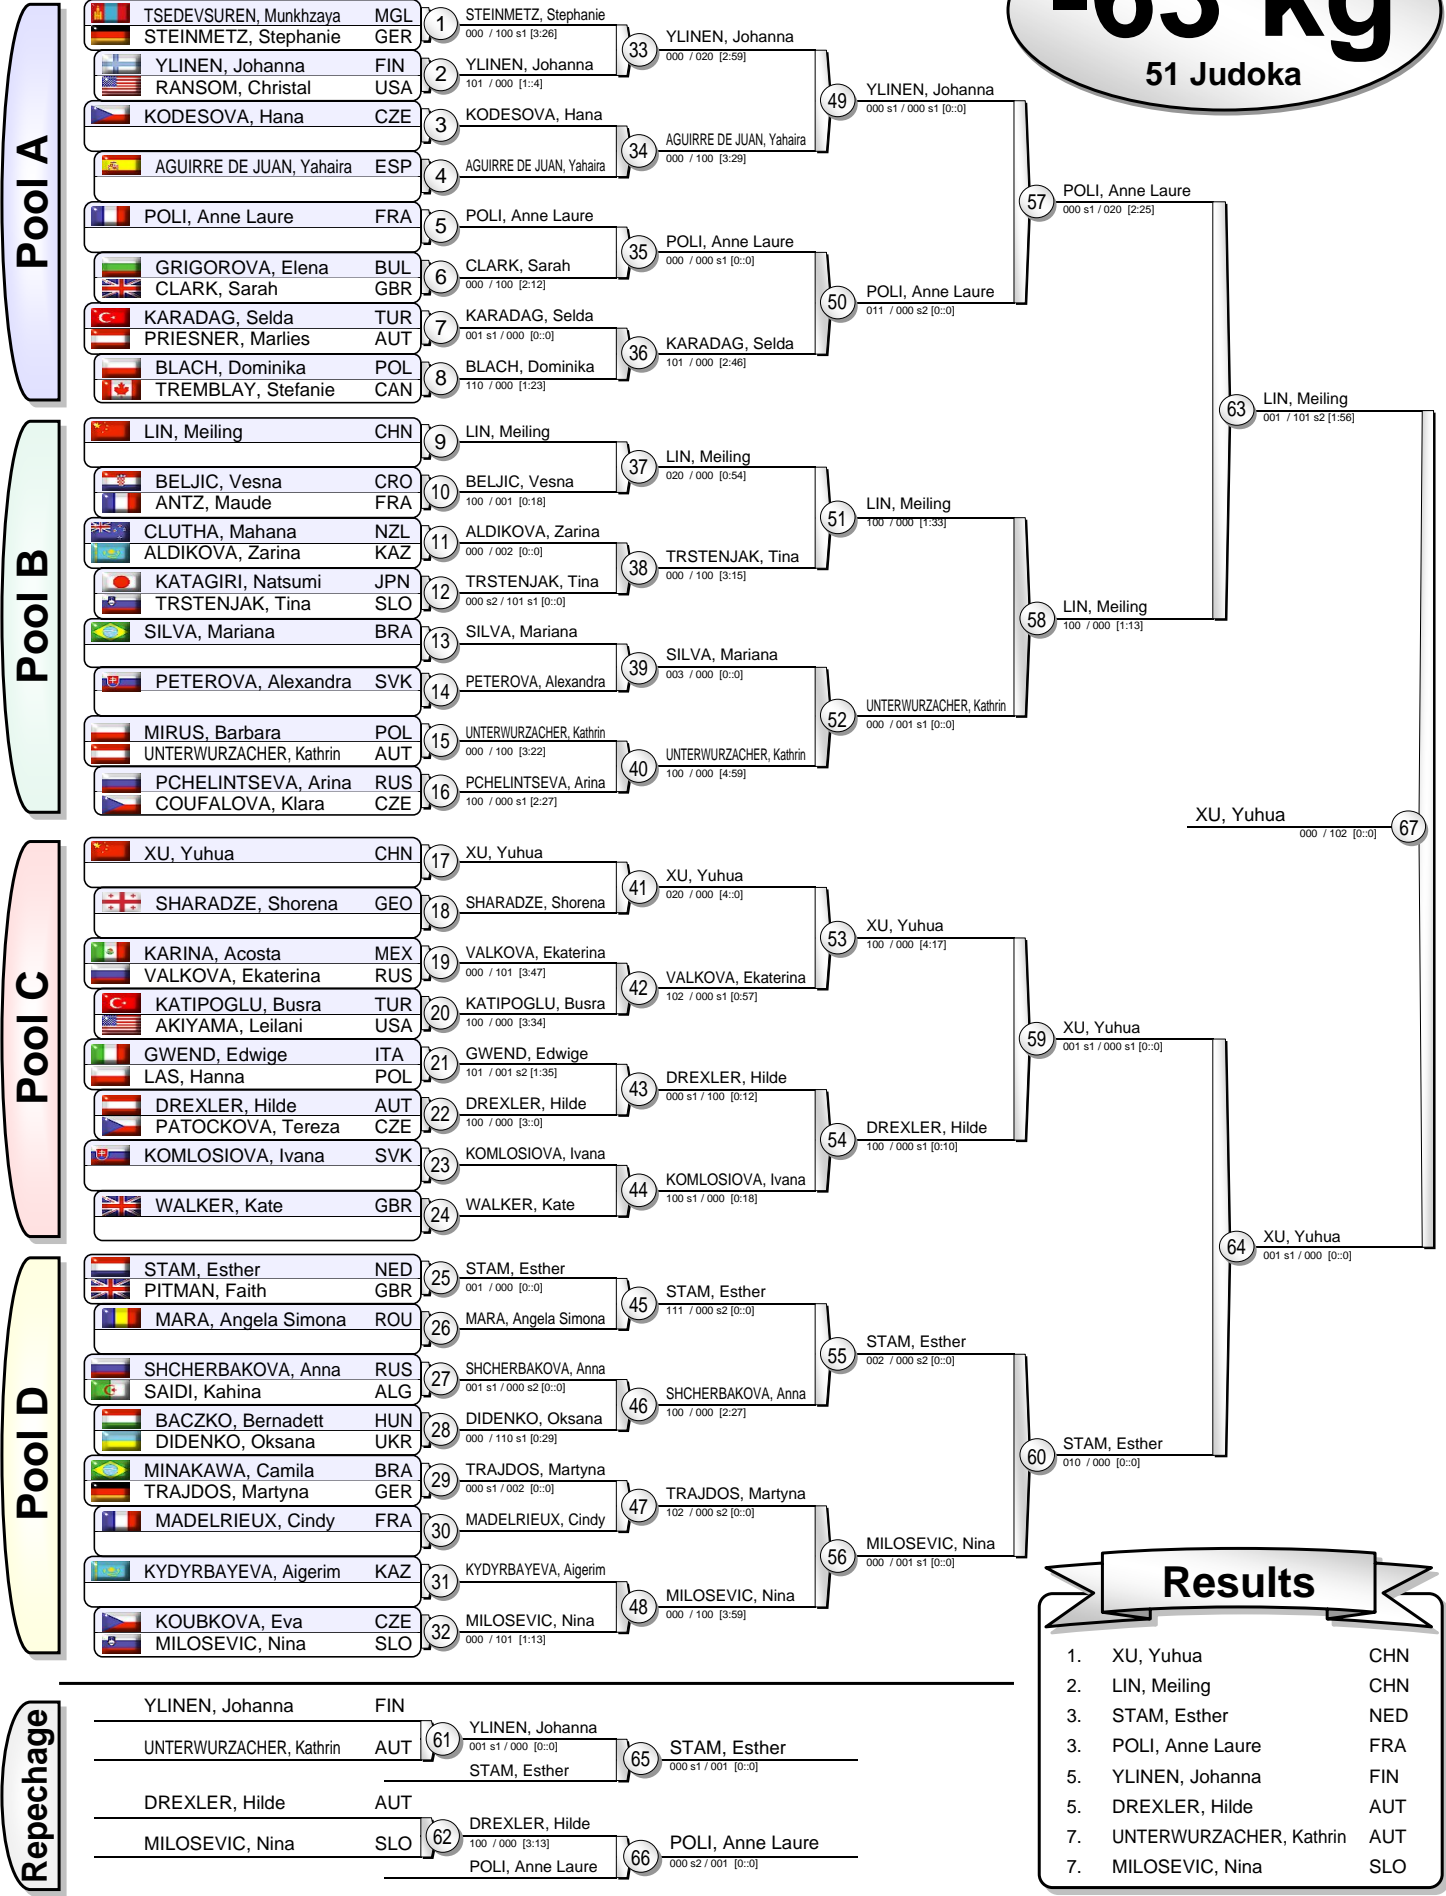 -63 kg
51 Judoka
Pool A
TSEDEVSUREN, Munkhzaya MGL
STEINMETZ, Stephanie GER
1
STEINMETZ, Stephanie
000 / 100 s1 [3:26]
YLINEN, Johanna FIN
RANSOM, Christal USA
2
YLINEN, Johanna
101 / 000 [1::4]
33
YLINEN, Johanna
000 / 020 [2:59]
KODESOVA, Hana CZE
3
KODESOVA, Hana
AGUIRRE DE JUAN, Yahaira ESP
4
AGUIRRE DE JUAN, Yahaira
34
AGUIRRE DE JUAN, Yahaira
000 / 100 [3:29]
49
YLINEN, Johanna
000 s1 / 000 s1 [0::0]
POLI, Anne Laure FRA
5
POLI, Anne Laure
GRIGOROVA, Elena BUL
CLARK, Sarah GBR
6
CLARK, Sarah
000 / 100 [2:12]
35
POLI, Anne Laure
000 / 000 s1 [0::0]
KARADAG, Selda TUR
PRIESNER, Marlies AUT
7
KARADAG, Selda
001 s1 / 000 [0::0]
BLACH, Dominika POL
TREMBLAY, Stefanie CAN
8
BLACH, Dominika
110 / 000 [1:23]
36
KARADAG, Selda
101 / 000 [2:46]
50
POLI, Anne Laure
011 / 000 s2 [0::0]
57
POLI, Anne Laure
000 s1 / 020 [2:25]
Pool B
LIN, Meiling CHN
9
LIN, Meiling
BELJIC, Vesna CRO
ANTZ, Maude FRA
10
BELJIC, Vesna
100 / 001 [0:18]
37
LIN, Meiling
020 / 000 [0:54]
CLUTHA, Mahana NZL
ALDIKOVA, Zarina KAZ
11
ALDIKOVA, Zarina
000 / 002 [0::0]
KATAGIRI, Natsumi JPN
TRSTENJAK, Tina SLO
12
TRSTENJAK, Tina
000 s2 / 101 s1 [0::0]
38
TRSTENJAK, Tina
000 / 100 [3:15]
51
LIN, Meiling
100 / 000 [1:33]
SILVA, Mariana BRA
13
SILVA, Mariana
PETEROVA, Alexandra SVK
14
PETEROVA, Alexandra
39
SILVA, Mariana
003 / 000 [0::0]
MIRUS, Barbara POL
UNTERWURZACHER, Kathrin AUT
15
UNTERWURZACHER, Kathrin
000 / 100 [3:22]
PCHELINTSEVA, Arina RUS
COUFALOVA, Klara CZE
16
PCHELINTSEVA, Arina
100 / 000 s1 [2:27]
40
UNTERWURZACHER, Kathrin
100 / 000 [4:59]
52
UNTERWURZACHER, Kathrin
000 / 001 s1 [0::0]
58
LIN, Meiling
100 / 000 [1:13]
63
LIN, Meiling
001 / 101 s2 [1:56]
XU, Yuhua
000 / 102 [0::0]
67
Pool C
XU, Yuhua CHN
17
XU, Yuhua
SHARADZE, Shorena GEO
18
SHARADZE, Shorena
41
XU, Yuhua
020 / 000 [4::0]
KARINA, Acosta MEX
VALKOVA, Ekaterina RUS
19
VALKOVA, Ekaterina
000 / 101 [3:47]
KATIPOGLU, Busra TUR
AKIYAMA, Leilani USA
20
KATIPOGLU, Busra
100 / 000 [3:34]
42
VALKOVA, Ekaterina
102 / 000 s1 [0:57]
53
XU, Yuhua
100 / 000 [4:17]
GWEND, Edwige ITA
LAS, Hanna POL
21
GWEND, Edwige
101 / 001 s2 [1:35]
DREXLER, Hilde AUT
PATOCKOVA, Tereza CZE
22
DREXLER, Hilde
100 / 000 [3::0]
43
DREXLER, Hilde
000 s1 / 100 [0:12]
KOMLOSIOVA, Ivana SVK
23
KOMLOSIOVA, Ivana
WALKER, Kate GBR
24
WALKER, Kate
44
KOMLOSIOVA, Ivana
100 s1 / 000 [0:18]
54
DREXLER, Hilde
100 / 000 s1 [0:10]
59
XU, Yuhua
001 s1 / 000 s1 [0::0]
Pool D
STAM, Esther NED
PITMAN, Faith GBR
25
STAM, Esther
001 / 000 [0::0]
MARA, Angela Simona ROU
26
MARA, Angela Simona
45
STAM, Esther
111 / 000 s2 [0::0]
SHCHERBAKOVA, Anna RUS
SAIDI, Kahina ALG
27
SHCHERBAKOVA, Anna
001 s1 / 000 s2 [0::0]
BACZKO, Bernadett HUN
DIDENKO, Oksana UKR
28
DIDENKO, Oksana
000 / 110 s1 [0:29]
46
SHCHERBAKOVA, Anna
100 / 000 [2:27]
55
STAM, Esther
002 / 000 s2 [0::0]
MINAKAWA, Camila BRA
TRAJDOS, Martyna GER
29
TRAJDOS, Martyna
000 s1 / 002 [0::0]
MADELRIEUX, Cindy FRA
30
MADELRIEUX, Cindy
47
TRAJDOS, Martyna
102 / 000 s2 [0::0]
KYDYRBAYEVA, Aigerim KAZ
31
KYDYRBAYEVA, Aigerim
KOUBKOVA, Eva CZE
MILOSEVIC, Nina SLO
32
MILOSEVIC, Nina
000 / 101 [1:13]
48
MILOSEVIC, Nina
000 / 100 [3:59]
56
MILOSEVIC, Nina
000 / 001 s1 [0::0]
60
STAM, Esther
010 / 000 [0::0]
64
XU, Yuhua
001 s1 / 000 [0::0]
Repechage
YLINEN, Johanna FIN
UNTERWURZACHER, Kathrin AUT
61
YLINEN, Johanna
001 s1 / 000 [0::0]
STAM, Esther
65
STAM, Esther
000 s1 / 001 [0::0]
DREXLER, Hilde AUT
MILOSEVIC, Nina SLO
62
DREXLER, Hilde
100 / 000 [3:13]
POLI, Anne Laure
66
POLI, Anne Laure
000 s2 / 001 [0::0]
Results
1. XU, Yuhua CHN
2. LIN, Meiling CHN
3. STAM, Esther NED
3. POLI, Anne Laure FRA
5. YLINEN, Johanna FIN
5. DREXLER, Hilde AUT
7. UNTERWURZACHER, Kathrin AUT
7. MILOSEVIC, Nina SLO